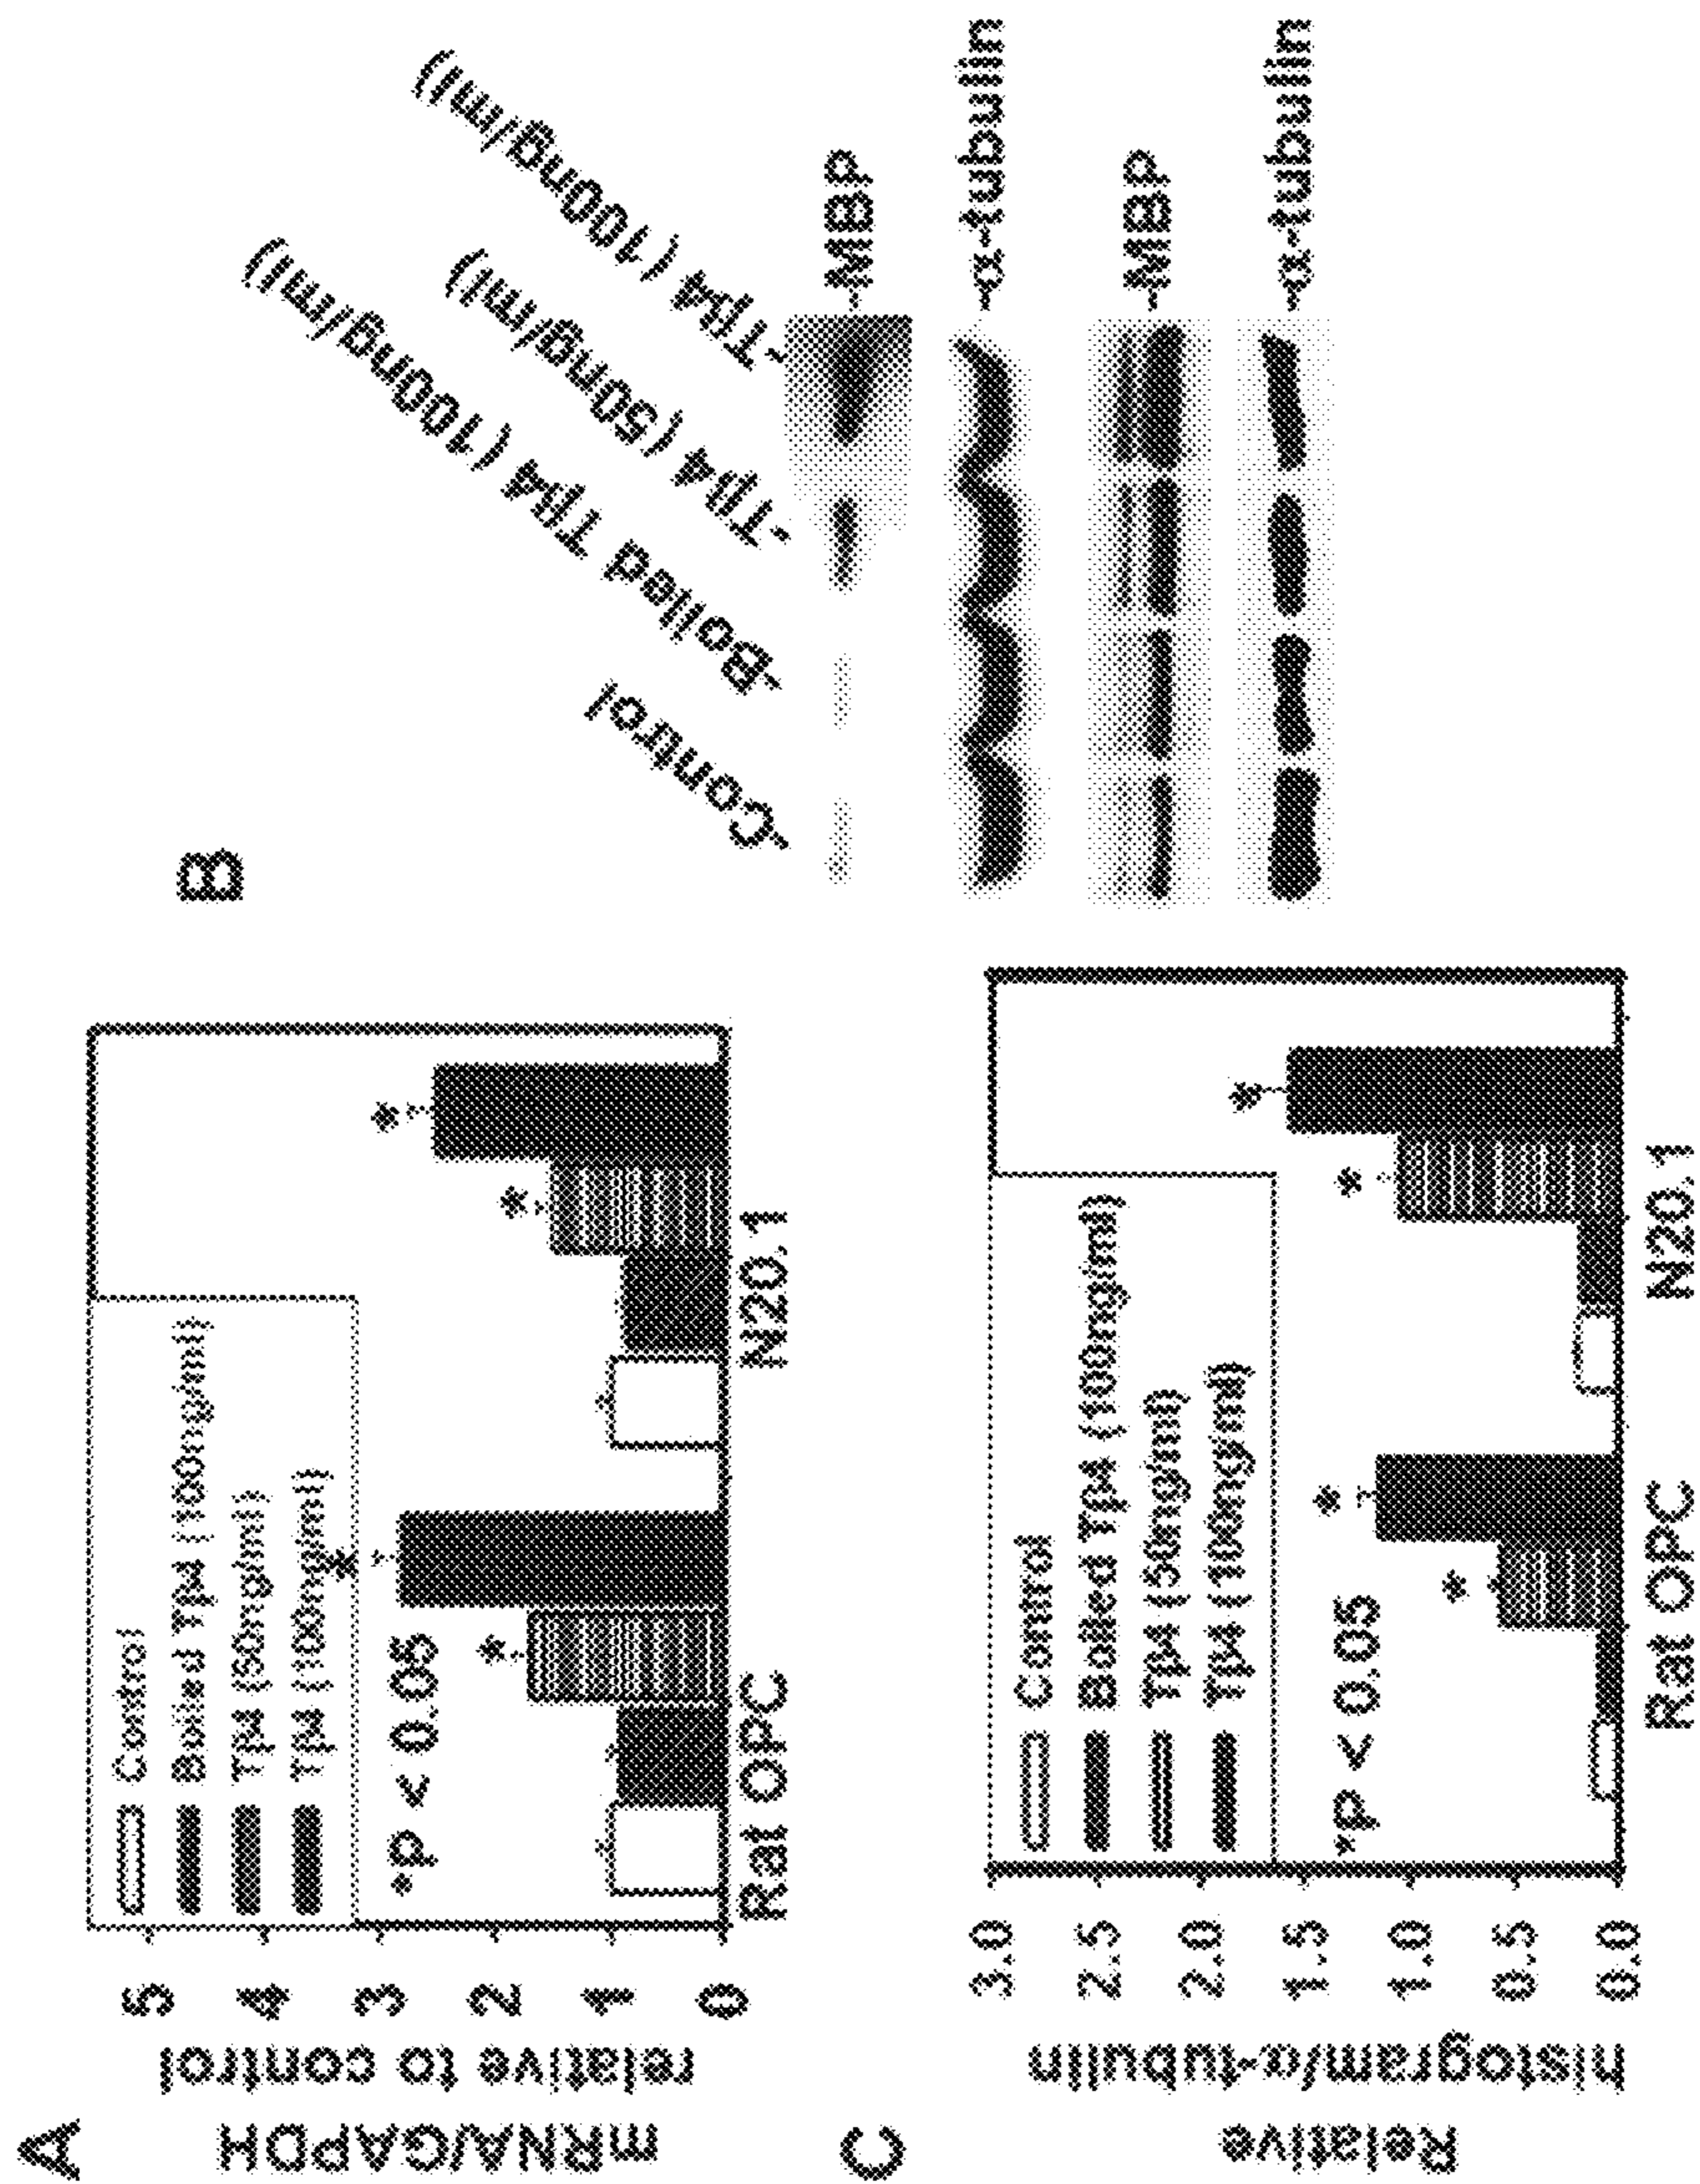 A
mRNA/GAPDH
relative to control
5
4
3
2
1
0
Control
Boiled Tβ4 (100ng/ml)
Tβ4 (50ng/ml)
Tβ4 (100ng/ml)
*P < 0.05
*
*
*
*
Rat OPC
N20.1
B
-Control
-Boiled Tβ4 (100ng/ml)
-Tβ4 (50ng/ml)
-Tβ4 (100ng/ml)
-MBP
-α-tubulin
-MBP
-α-tubulin
C
Relative
histogram/α-tubulin
3.0
2.5
2.0
1.5
1.0
0.5
0.0
Control
Boiled Tβ4 (100ng/ml)
Tβ4 (50ng/ml)
Tβ4 (100ng/ml)
*P < 0.05
*
*
*
*
Rat OPC
N20.1